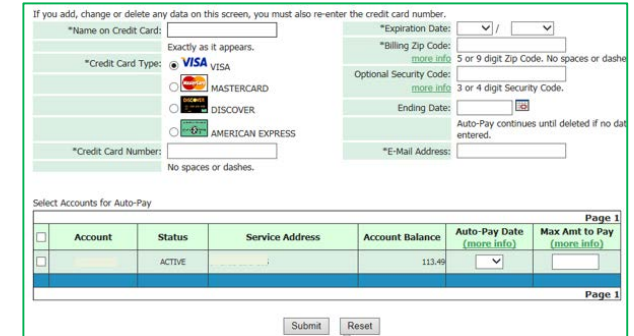 If you add, change or delete any data on this screen, you must also re-enter the credit card number.
*Name on Credit Card:
Exactly as it appears.
*Credit Card Type:
VISA VISA
MASTERCARD
DISCOVER
AMERICAN EXPRESS
*Credit Card Number:
No spaces or dashes.
*Expiration Date: /
*Billing Zip Code:
more info 5 or 9 digit Zip Code. No spaces or dashe
Optional Security Code:
more info 3 or 4 digit Security Code.
Ending Date:
Auto-Pay continues until deleted if no dat
entered.
*E-Mail Address:
Select Accounts for Auto-Pay
Page 1
Account Status Service Address Account Balance Auto-Pay Date (more info) Max Amt to Pay (more info)
ACTIVE 113.49
Page 1
Submit Reset